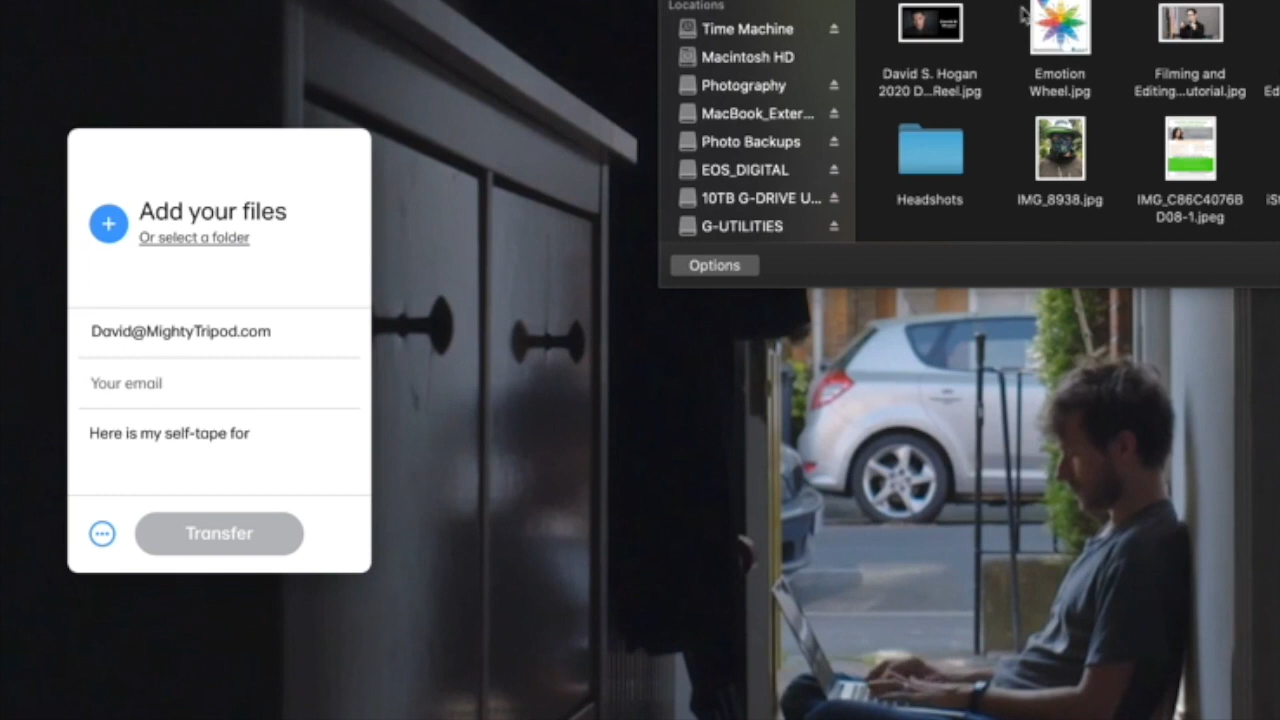 Add your files
Or select a folder
David@MightyTripod.com
Your email
Here is my self-tape for
Transfer
Locations
Time Machine
Macintosh HD
Photography
MacBook_Exter...
Photo Backups
EOS_DIGITAL
10TB G-DRIVE U...
G-UTILITIES
Options
David S. Hogan
2020 D...Reel.jpg
Emotion
Wheel.jpg
Filming and
Editing...utorial.jpg
Ed
Headshots
IMG_8938.jpg
IMG_C86C4076B
D08-1.jpeg
iS